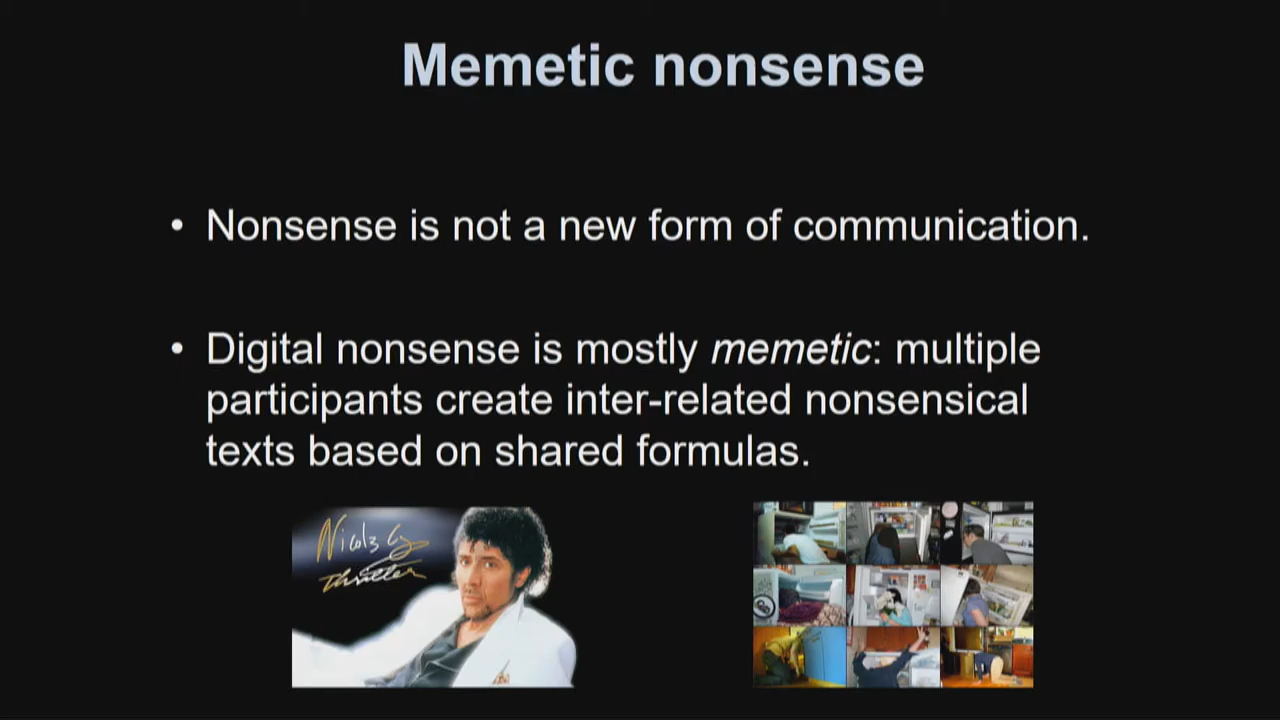 Memetic nonsense
• Nonsense is not a new form of communication.
• Digital nonsense is mostly memetic: multiple
participants create inter-related nonsensical
texts based on shared formulas.
Thriller